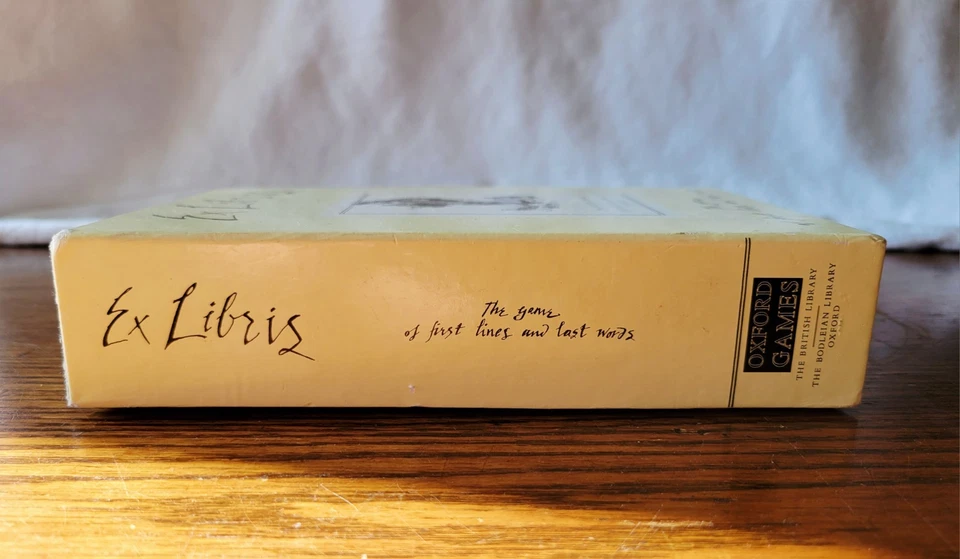 Ex Libris
The game
of first lines and last words
OXFORD
GAMES
THE BRITISH LIBRARY
THE BODLEIAN LIBRARY
OXFORD
Ex